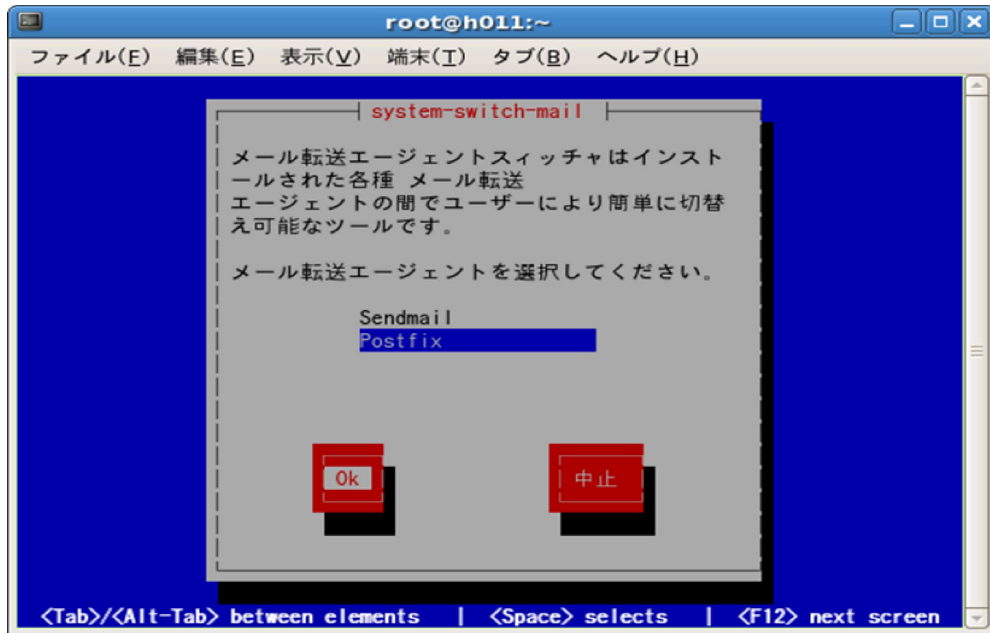 root@h011:~
ファイル(F) 編集(E) 表示(V) 端末(T) タブ(B) ヘルプ(H)
system-switch-mail
メール転送エージェントスィッチャはインスト
ールされた各種 メール転送
エージェントの間でユーザーにより簡単に切替
え可能なツールです。
メール転送エージェントを選択してください。
Sendmail
Postfix
Ok 中止
<Tab>/<Alt-Tab> between elements | <Space> selects | <F12> next screen